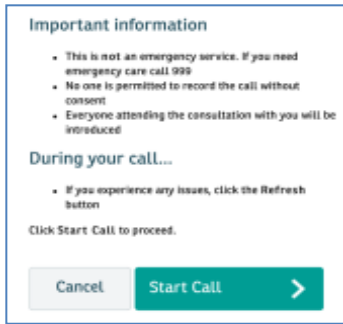 Important information
• This is not an emergency service. If you need
emergency care call 999
• No one is permitted to record the call without
consent
• Everyone attending the consultation with you will be
introduced
During your call...
• If you experience any issues, click the Refresh
button
Click Start Call to proceed.
Cancel Start Call